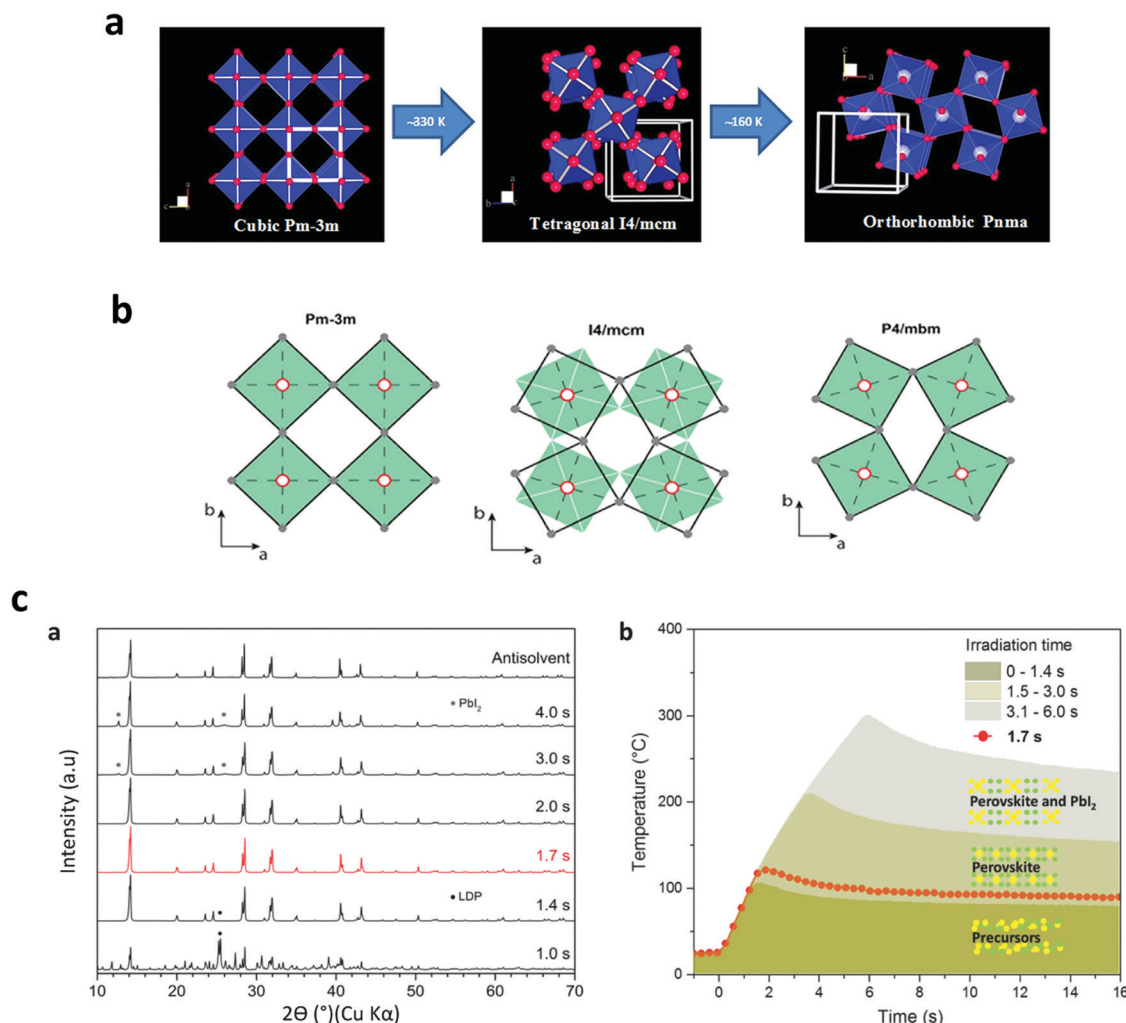 a
~330 K
~160 K
c
b
a
b
c
c
a
Cubic Pm-3m
Tetragonal I4/mcm
Orthorhombic Pnma
b
Pm-3m
I4/mcm
P4/mbm
b
a
b
a
b
a
c
a
b
Intensity (a.u)
Antisolvent
* PbI₂
4.0 s
*
*
3.0 s
*
*
2.0 s
1.7 s
• LDP
1.4 s
1.0 s
10
20
30
40
50
60
70
2Θ (°)(Cu Kα)
Temperature (°C)
400
300
200
100
0
Irradiation time
0 - 1.4 s
1.5 - 3.0 s
3.1 - 6.0 s
1.7 s
Perovskite and PbI₂
Perovskite
Precursors
0
2
4
6
8
10
12
14
16
Time (s)